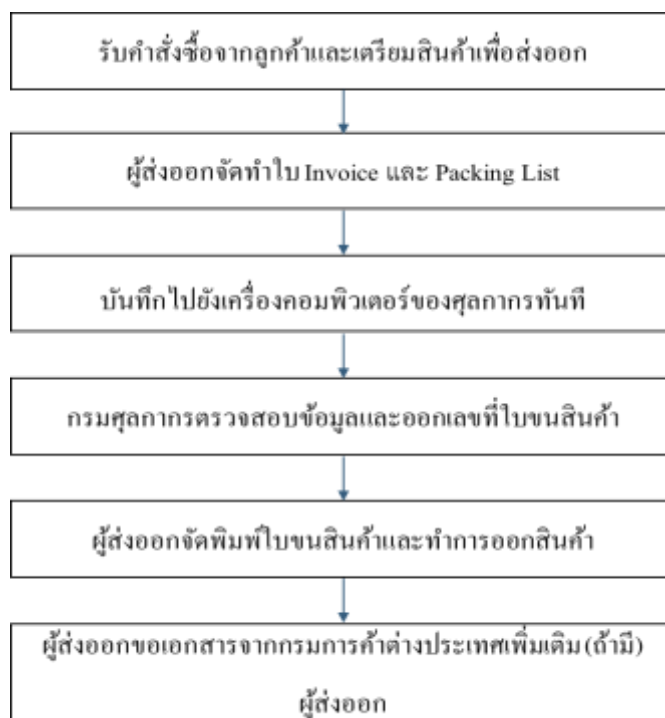 รับคำสั่งซื้อจากลูกค้าและเตรียมสินค้าเพื่อส่งออก
ผู้ส่งออกจัดทำใบ Invoice และ Packing List
บันทึกไปยังเครื่องคอมพิวเตอร์ของศุลกากรทันที
กรมศุลกากรตรวจสอบข้อมูลและออกเลขที่ใบขนสินค้า
ผู้ส่งออกจัดพิมพ์ใบขนสินค้าและทำการออกสินค้า
ผู้ส่งออกขอเอกสารจากกรมการค้าต่างประเทศเพิ่มเติม (ถ้ามี)
ผู้ส่งออก